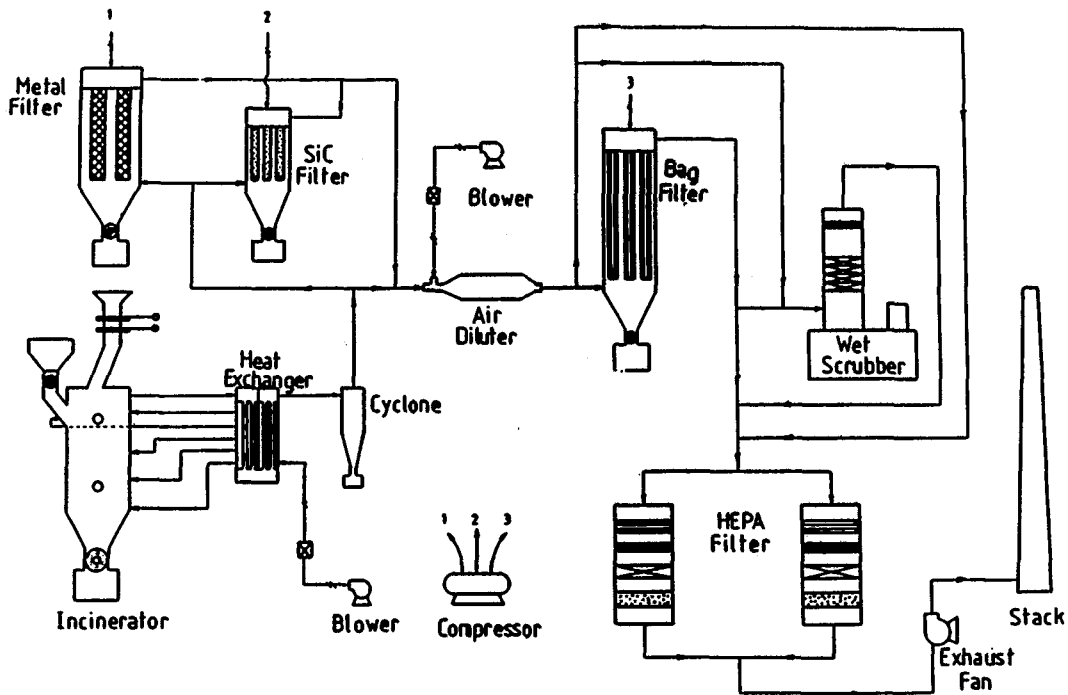 1
2
Metal
Filter
SiC
Filter
Blower
3
Bag
Filter
Air
Diluter
Wet
Scrubber
Heat
Exchanger
Cyclone
Incinerator
Blower
1 2 3
Compressor
HEPA
Filter
Exhaust
Fan
Stack